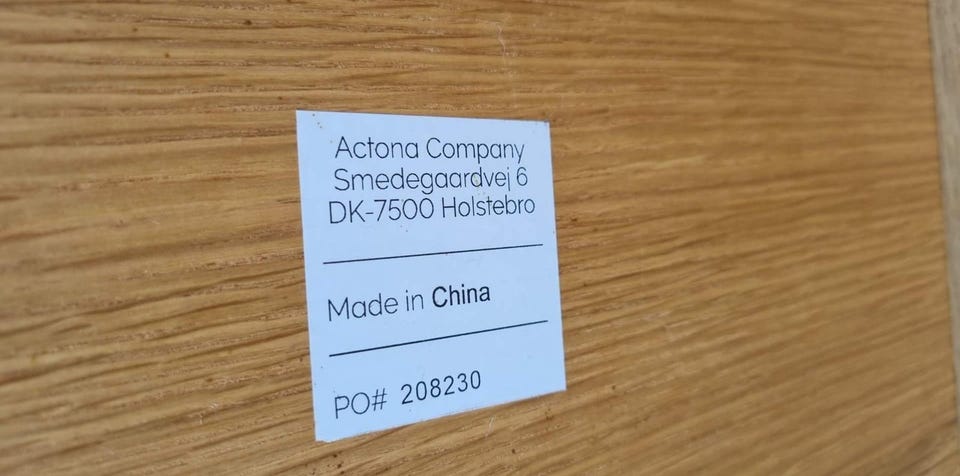 Actona Company
Smedegaardvej 6
DK-7500 Holstebro
Made in China
PO# 208230